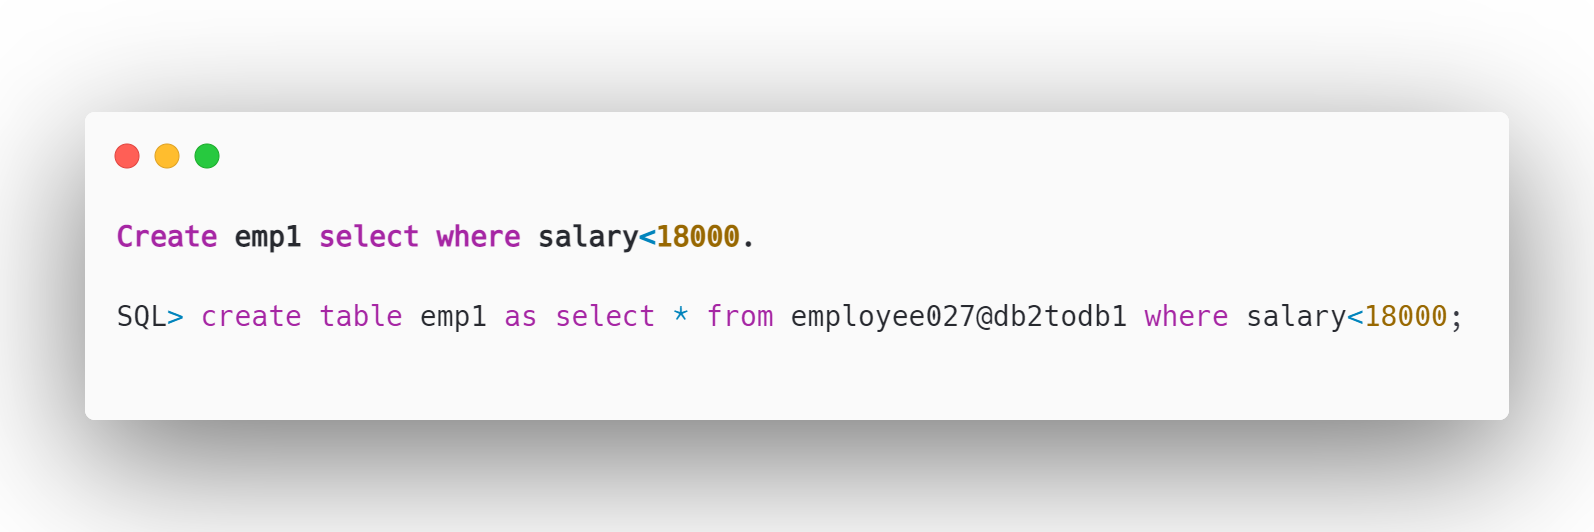 Create emp1 select where salary<18000.
SQL> create table emp1 as select * from employee027@db2todb1 where salary<18000;